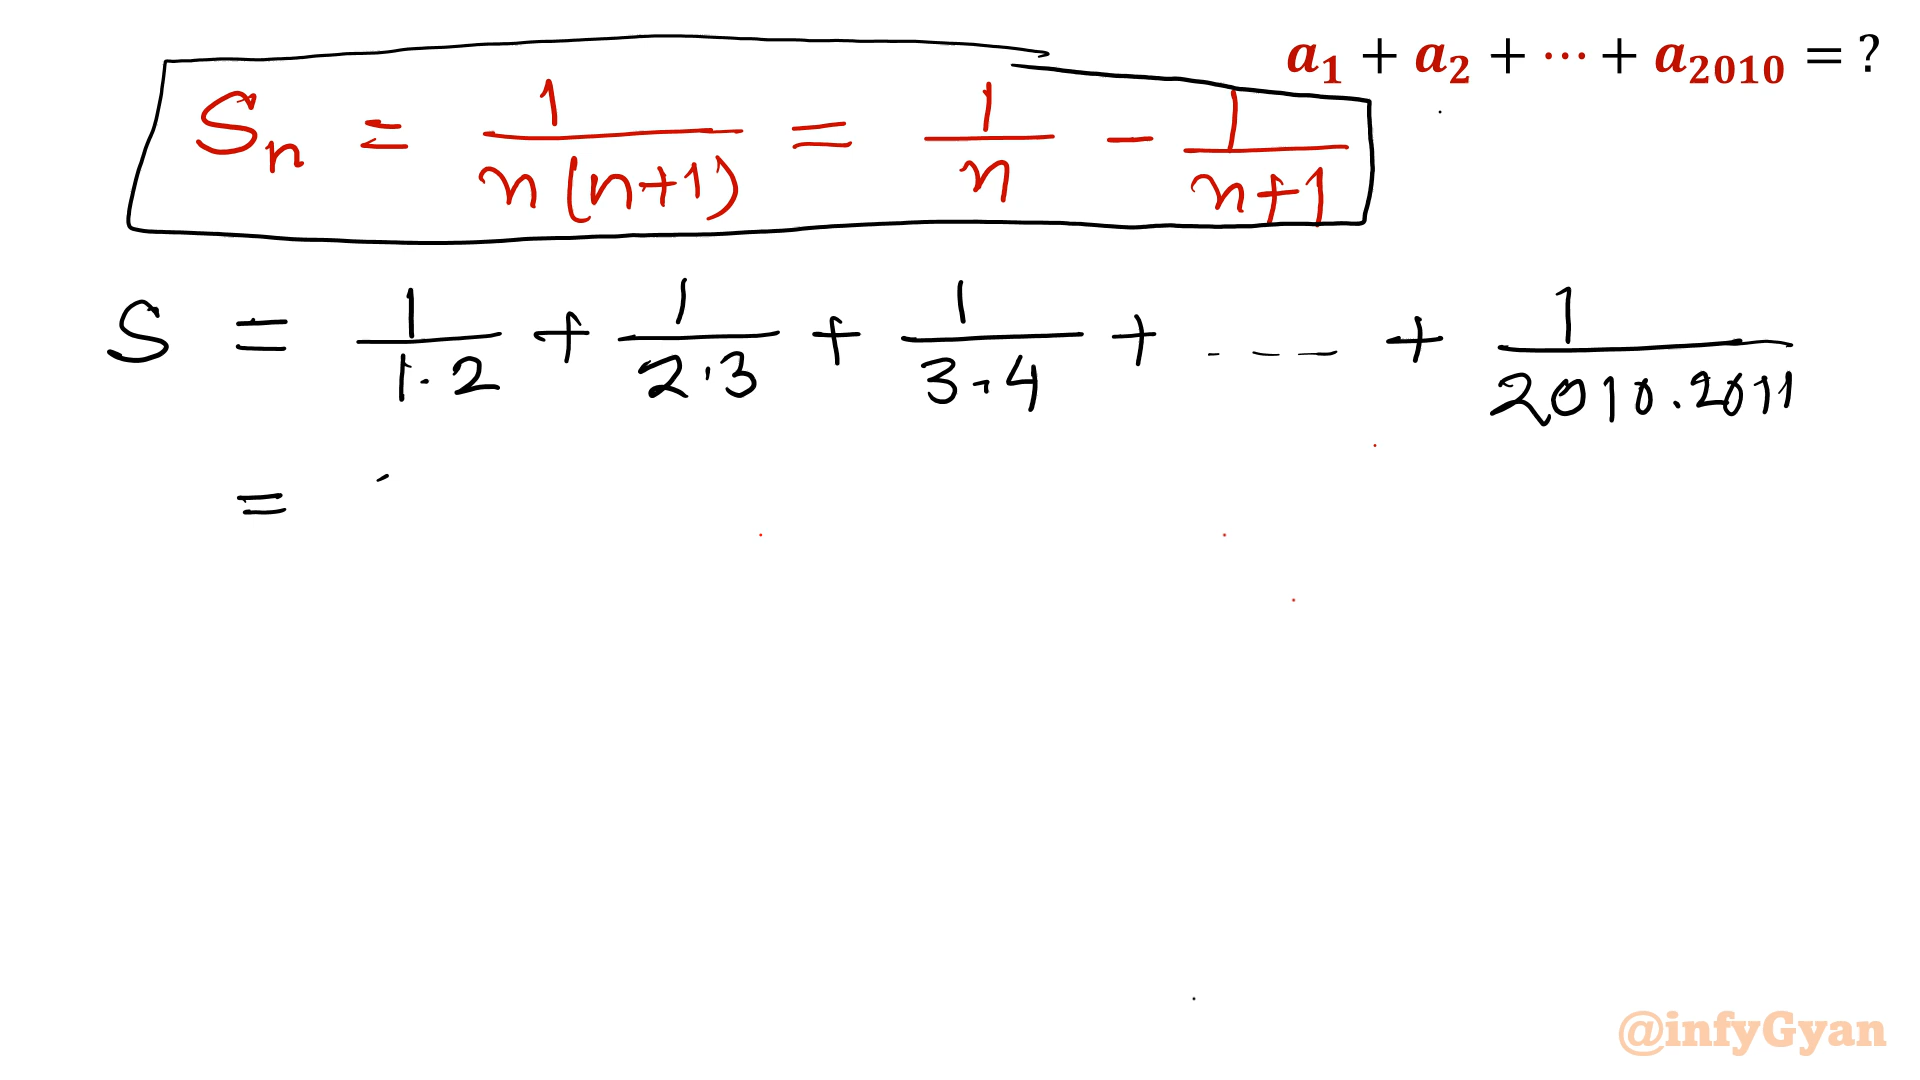 a₁ + a₂ + ⋯ + a₂₀₁₀ = ?
Sₙ = 1/(n(n+1)) = 1/n - 1/(n+1)
S = 1/(1·2) + 1/(2·3) + 1/(3·4) + ---- + 1/(2010.2011)
=
@infyGyan